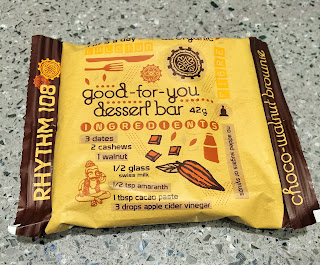 a day
RHYTHM 108
good-for-you
dessert bar 42g
INGREDIENTS
3 dates
2 cashews
1 walnut
1/2 glass
swiss milk
1/2 tsp amaranth
1 tbsp cacao paste
3 drops apple cider vinegar
choco-walnut brownie